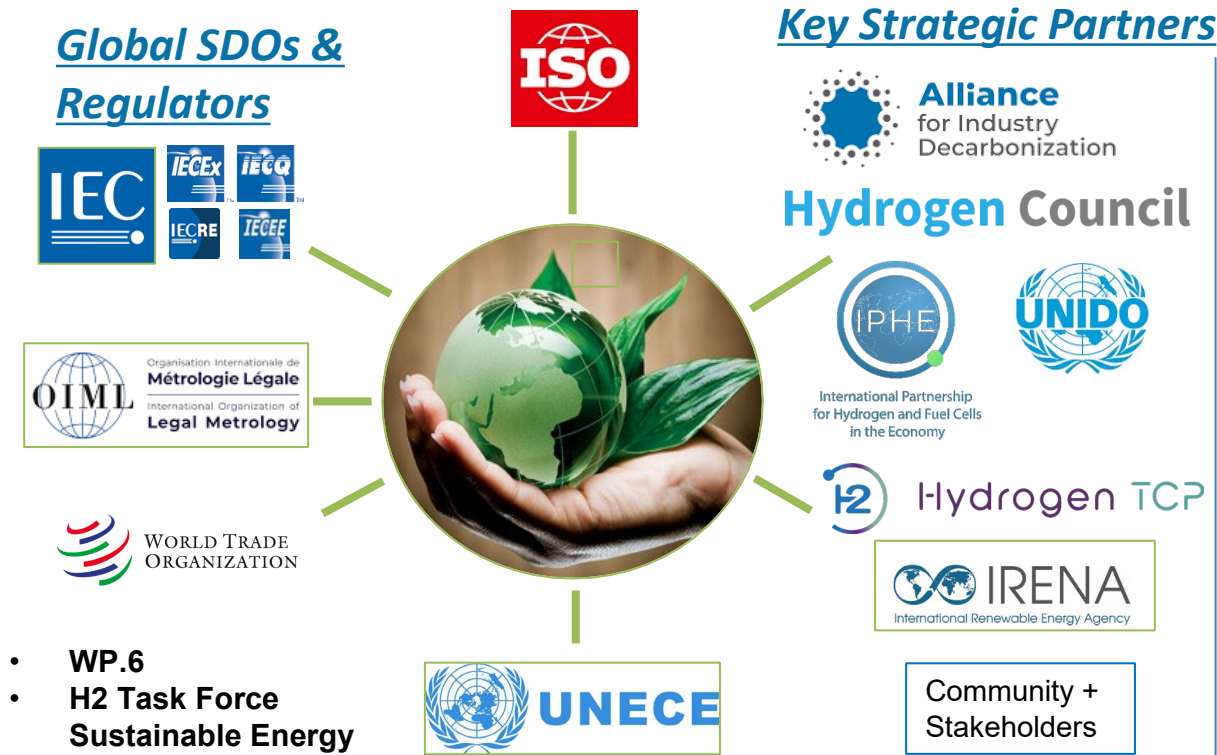 Global SDOs &
Regulators
ISO
Key Strategic Partners
IEC
IECEx
TM
IECQ
TM
IECRE
IECEE
Alliance
for Industry
Decarbonization
Hydrogen Council
IPHE
International Partnership
for Hydrogen and Fuel Cells
in the Economy
UNIDO
OIML
Organisation Internationale de
Métrologie Légale
International Organization of
Legal Metrology
H2
Hydrogen TCP
WORLD TRADE
ORGANIZATION
IRENA
International Renewable Energy Agency
• WP.6
• H2 Task Force
Sustainable Energy
UNECE
Community +
Stakeholders